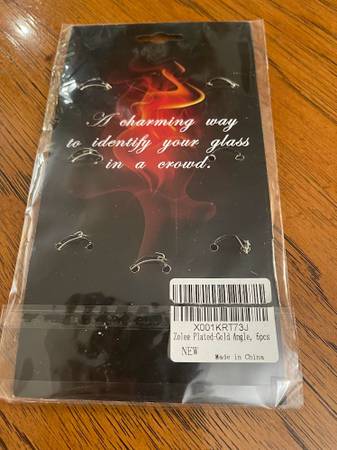 A charming way
to identify your glass
in a crowd.
X001KRT73J
Zolee Plated-Gold Angle, 6pcs
NEW
Made in China